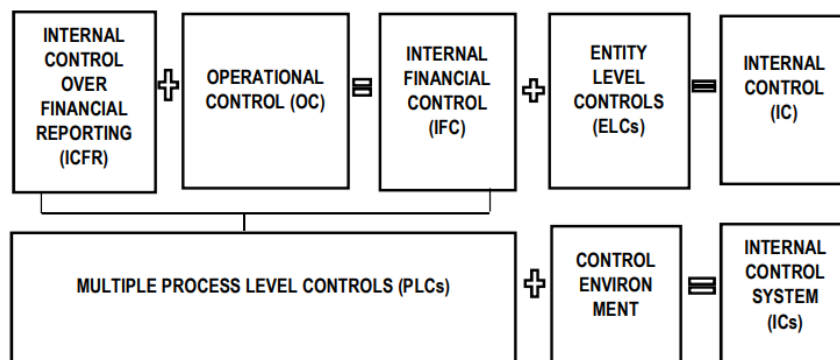 INTERNAL
CONTROL
OVER
FINANCIAL
REPORTING
(ICFR)
OPERATIONAL
CONTROL (OC)
INTERNAL
FINANCIAL
CONTROL
(IFC)
ENTITY
LEVEL
CONTROLS
(ELCs)
INTERNAL
CONTROL
(IC)
MULTIPLE PROCESS LEVEL CONTROLS (PLCs)
CONTROL
ENVIRON
MENT
INTERNAL
CONTROL
SYSTEM
(ICs)